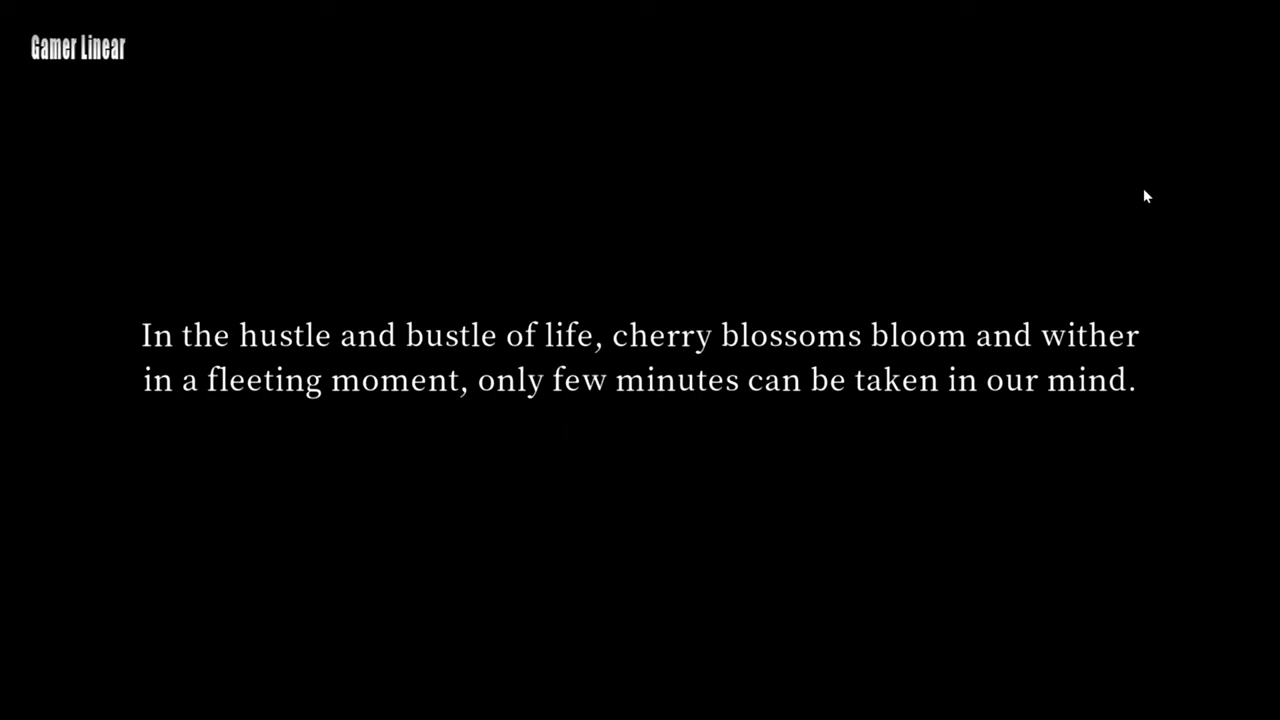 Gamer Linear
In the hustle and bustle of life, cherry blossoms bloom and wither
in a fleeting moment, only few minutes can be taken in our mind.